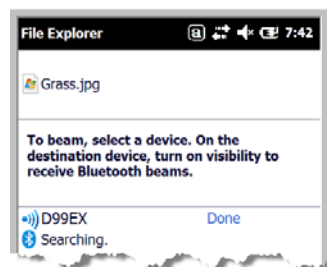 File Explorer a 7:42
Grass.jpg
To beam, select a device. On the
destination device, turn on visibility to
receive Bluetooth beams.
D99EX Done
Searching.